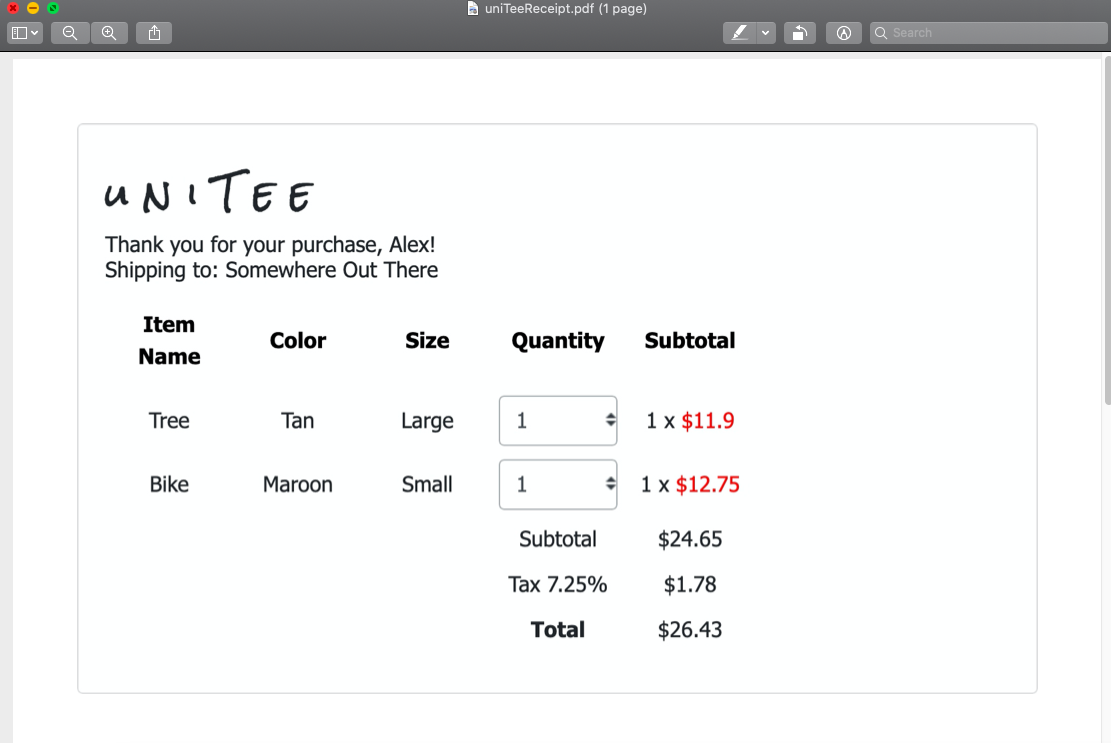 uniTeeReceipt.pdf (1 page)
Search
uNiTEE
Thank you for your purchase, Alex!
Shipping to: Somewhere Out There
Item Name Color Size Quantity Subtotal
Tree Tan Large 1 1 x $11.9
Bike Maroon Small 1 1 x $12.75
Subtotal $24.65
Tax 7.25% $1.78
Total $26.43